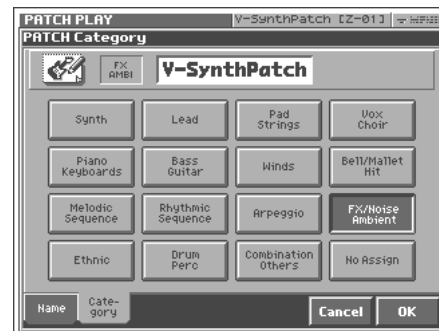 PATCH PLAY
V-SynthPatch [Z-01]
PATCH Category
FX
AMBI
V-SynthPatch
Synth
Lead
Pad
Strings
Vox
Choir
Piano
Keyboards
Bass
Guitar
Winds
Bell/Mallet
Hit
Melodic
Sequence
Rhythmic
Sequence
Arpeggio
FX/Noise
Ambient
Ethnic
Drum
Perc
Combination
Others
No Assign
Name
Cate-
gory
Cancel
OK